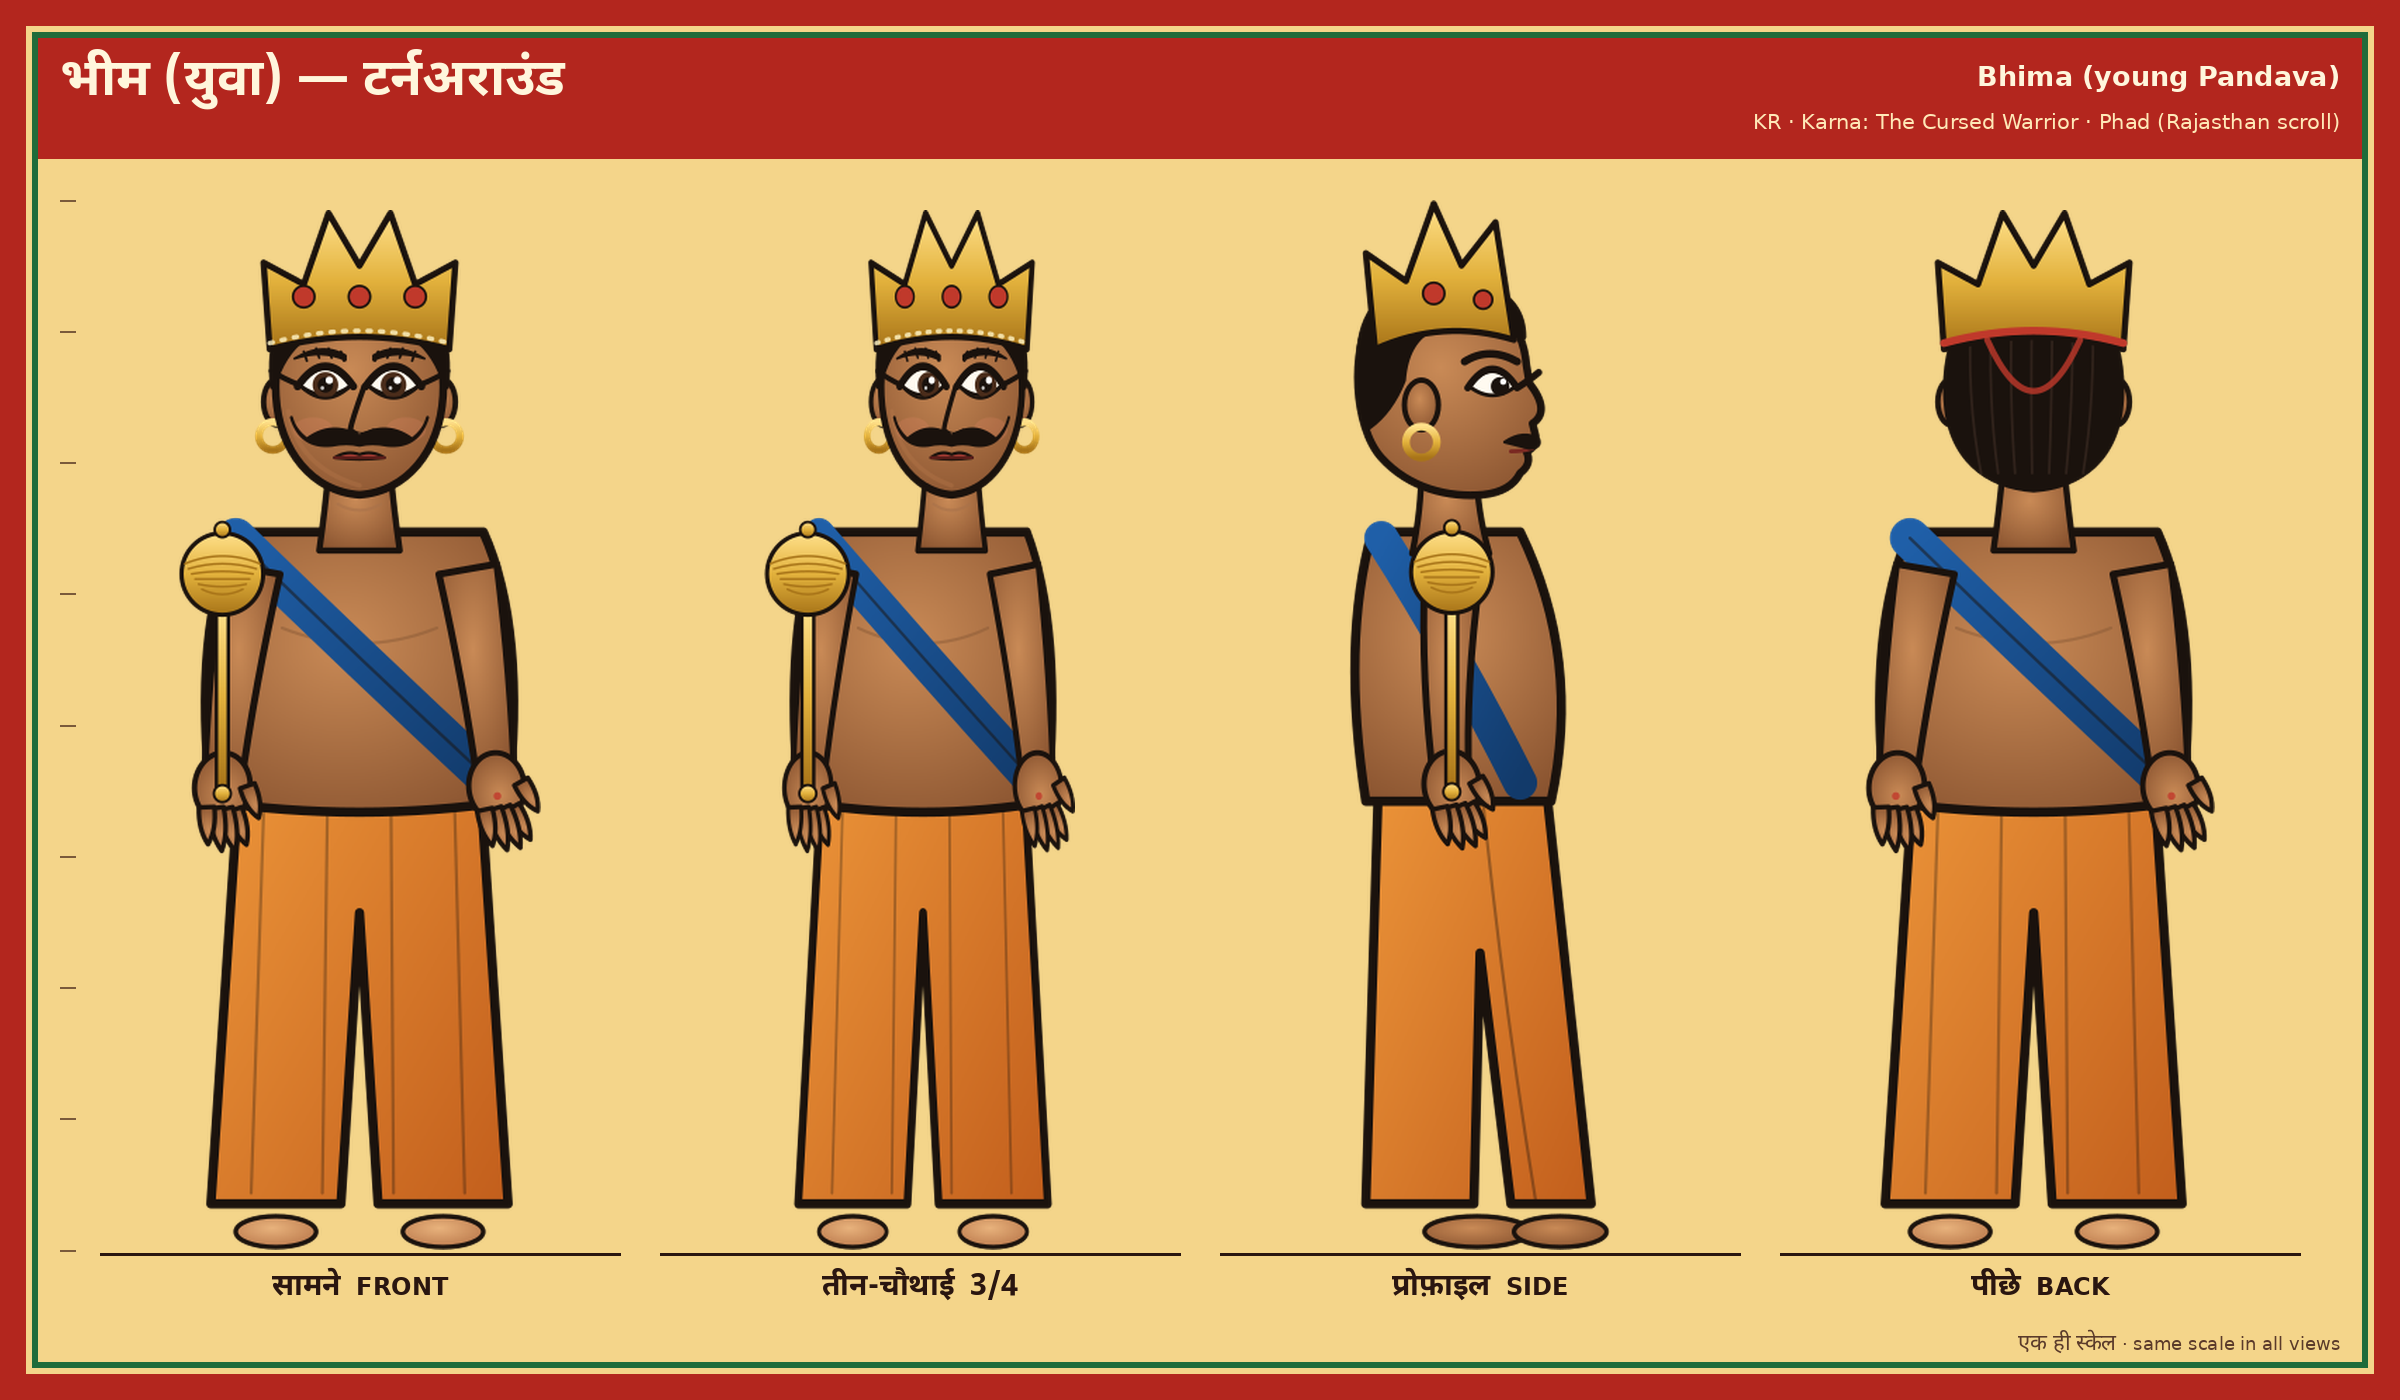 भीम (युवा) — टर्नअराउंड
Bhima (young Pandava)
KR · Karna: The Cursed Warrior · Phad (Rajasthan scroll)
सामने FRONT
तीन-चौथाई 3/4
प्रोफ़ाइल SIDE
पीछे BACK
एक ही स्केल · same scale in all views